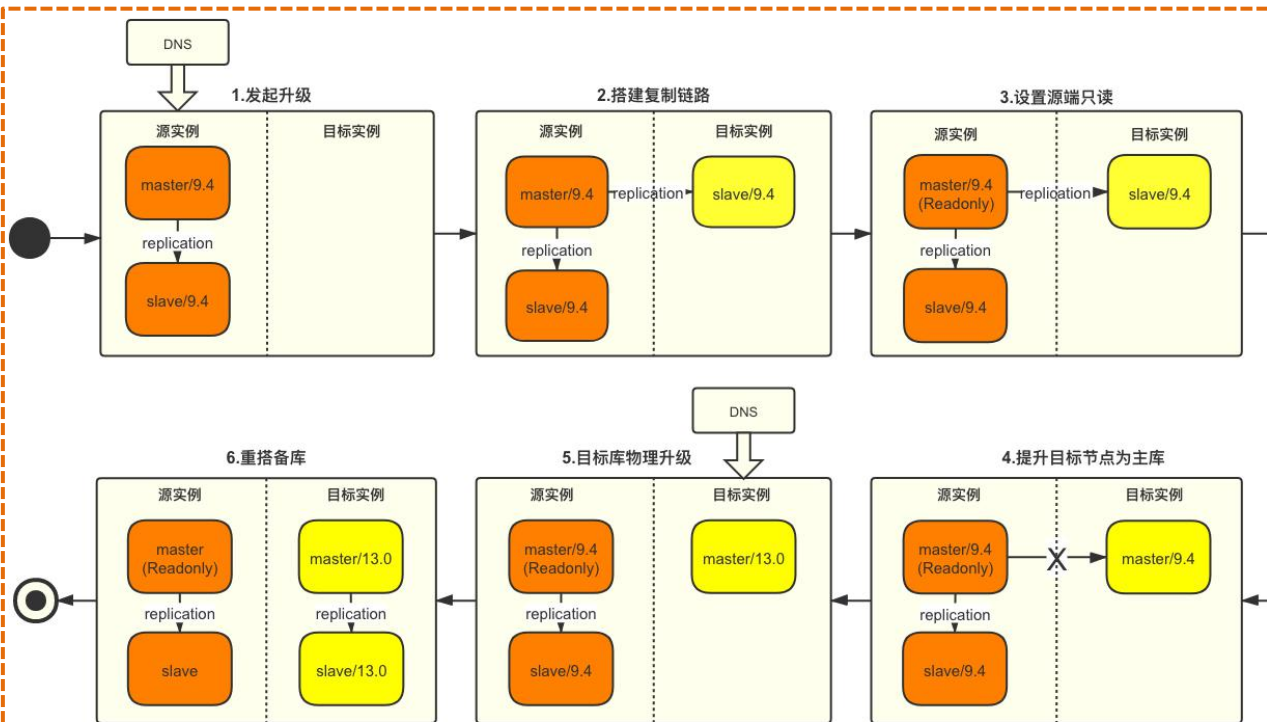 DNS
1.发起升级
源实例
目标实例
master/9.4
replication
slave/9.4
2.搭建复制链路
源实例
目标实例
master/9.4
replication
slave/9.4
replication
slave/9.4
3.设置源端只读
源实例
目标实例
master/9.4
(Readonly)
replication
slave/9.4
replication
slave/9.4
4.提升目标节点为主库
源实例
目标实例
master/9.4
(Readonly)
X
master/9.4
replication
slave/9.4
DNS
5.目标库物理升级
源实例
目标实例
master/9.4
(Readonly)
master/13.0
replication
slave/9.4
6.重搭备库
源实例
目标实例
master
(Readonly)
master/13.0
replication
replication
slave
slave/13.0